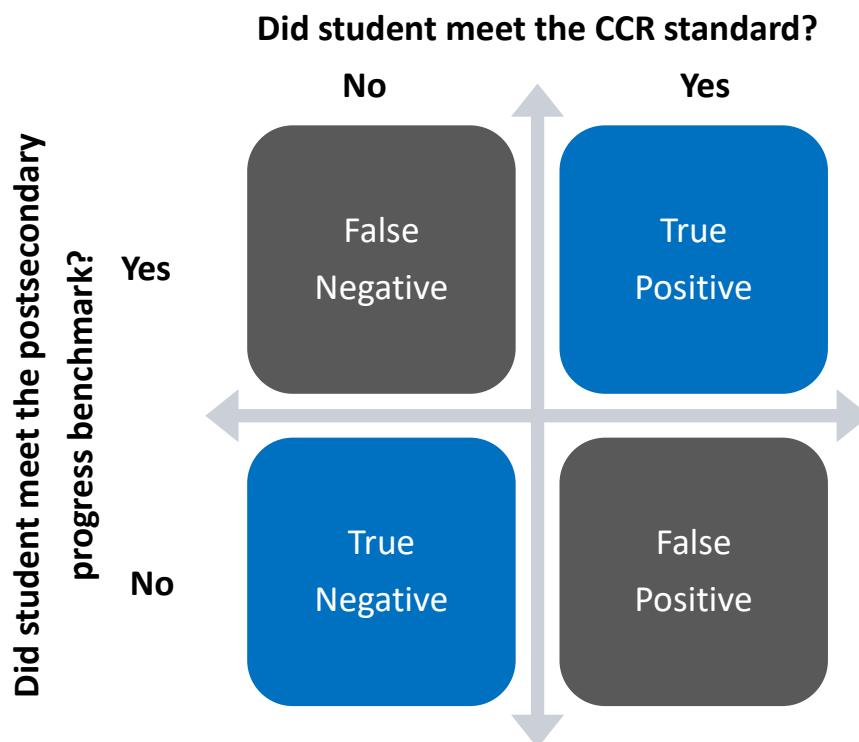 Did student meet the CCR standard?
No
Yes
Did student meet the postsecondary
progress benchmark?
Yes
False
Negative
True
Positive
No
True
Negative
False
Positive